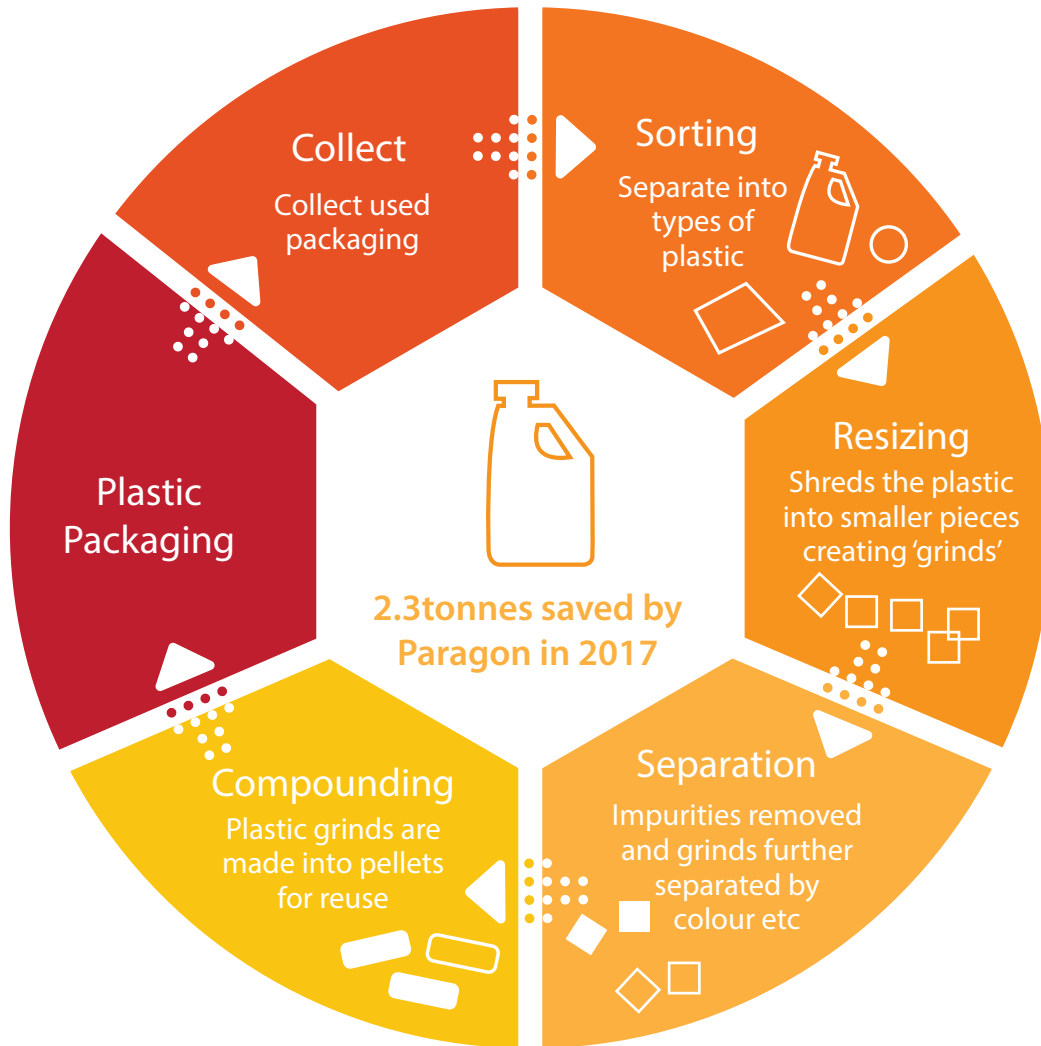 Collect
Collect used
packaging
Sorting
Separate into
types of
plastic
Resizing
Shreds the plastic
into smaller pieces
creating ‘grinds’
Separation
Impurities removed
and grinds further
separated by
colour etc
Compounding
Plastic grinds are
made into pellets
for reuse
Plastic
Packaging
2.3tonnes saved by
Paragon in 2017